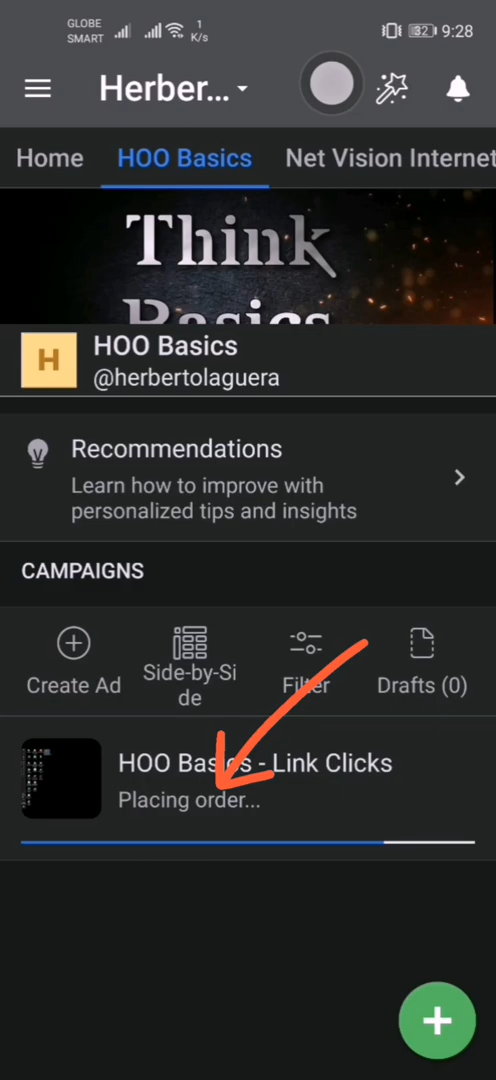 GLOBE
SMART
1
K/s
32
9:28
Herber...
Home
HOO Basics
Net Vision Internet
Think
Basics
H
HOO Basics
@herbertolaguera
Recommendations
Learn how to improve with
personalized tips and insights
CAMPAIGNS
Create Ad
Side-by-Si
de
Filter
Drafts (0)
HOO Basics - Link Clicks
Placing order...